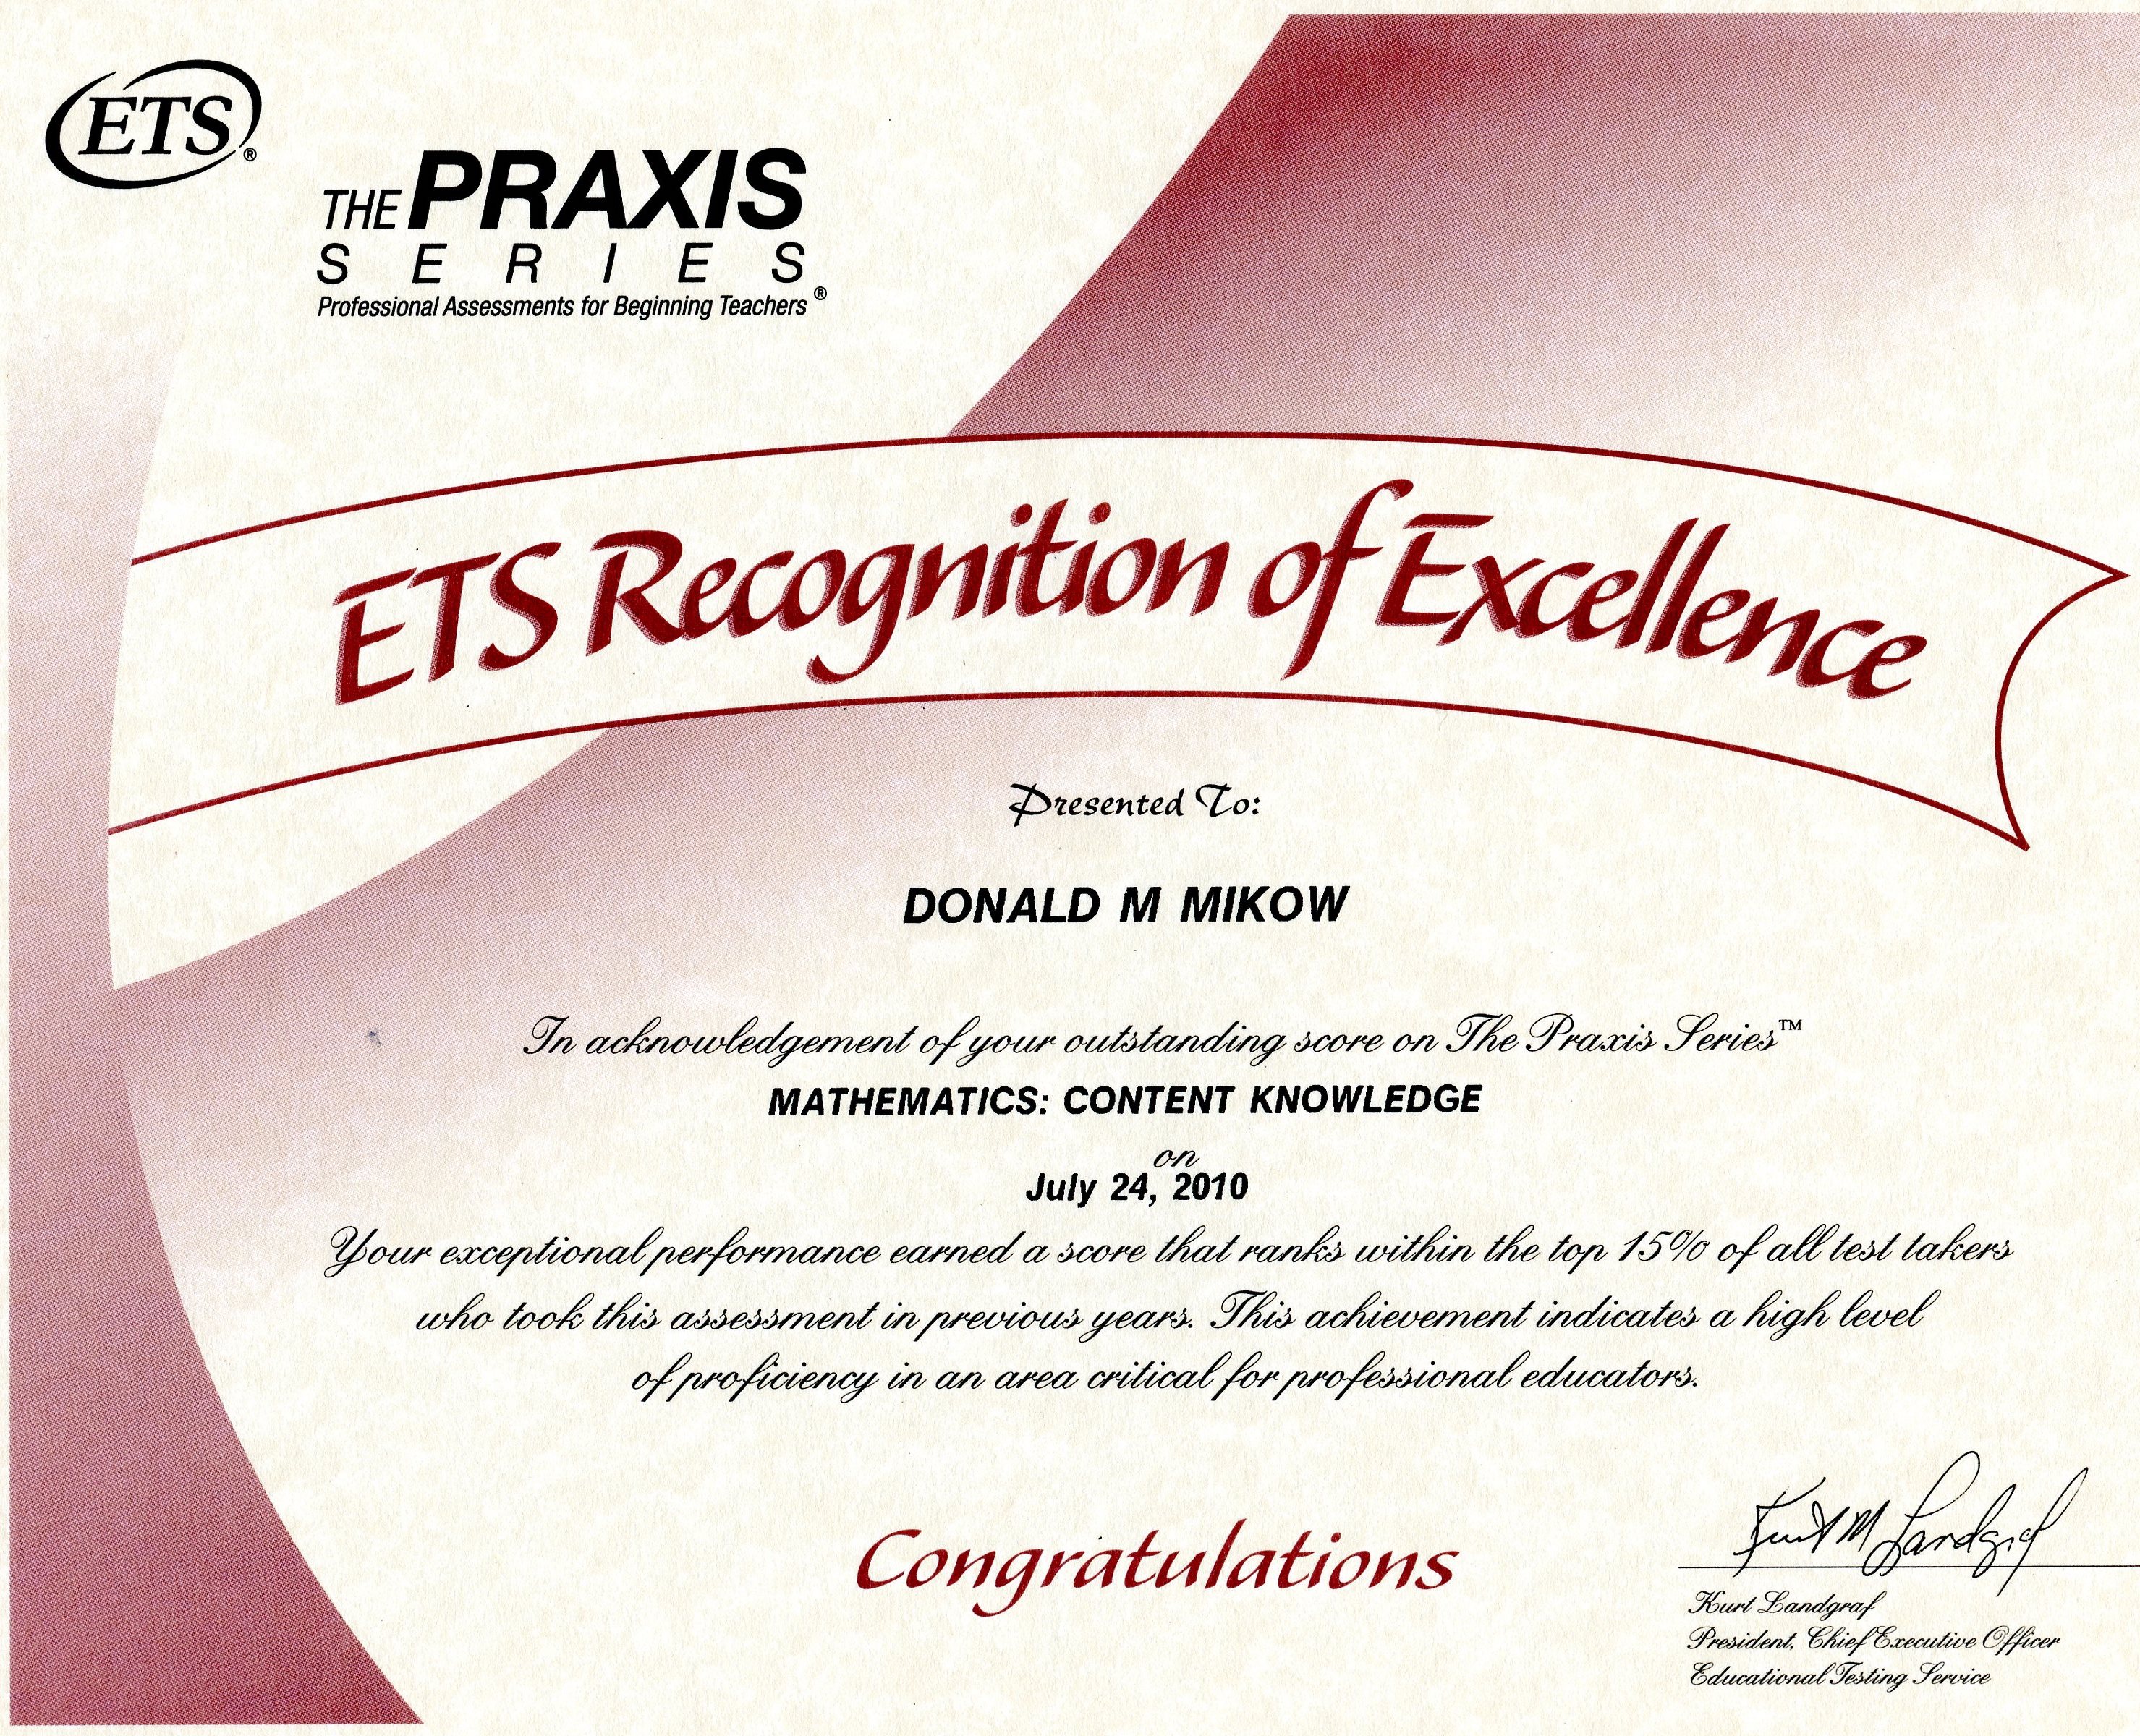 ETS®
THE PRAXIS
SERIES
Professional Assessments for Beginning Teachers®
ETS Recognition of Excellence
Presented To:
DONALD M MIKOW
In acknowledgement of your outstanding score on The Praxis Series™
MATHEMATICS: CONTENT KNOWLEDGE
on
July 24, 2010
Your exceptional performance earned a score that ranks within the top 15% of all test takers
who took this assessment in previous years. This achievement indicates a high level
of proficiency in an area critical for professional educators.
Congratulations
Kurt M Landgraf
Kurt Landgraf
President, Chief Executive Officer
Educational Testing Service